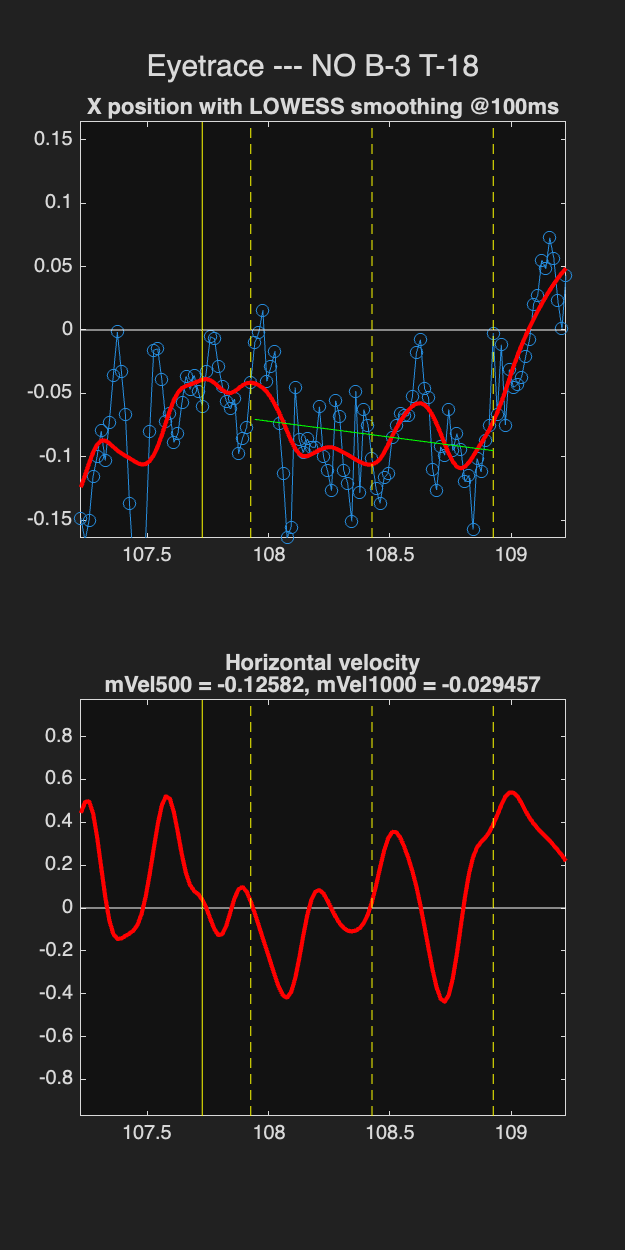 Eyetrace --- NO B-3 T-18
X position with LOWESS smoothing @100ms
0.15
0.1
0.05
0
-0.05
-0.1
-0.15
107.5 108 108.5 109
Horizontal velocity
mVel500 = -0.12582, mVel1000 = -0.029457
0.8
0.6
0.4
0.2
0
-0.2
-0.4
-0.6
-0.8
107.5 108 108.5 109